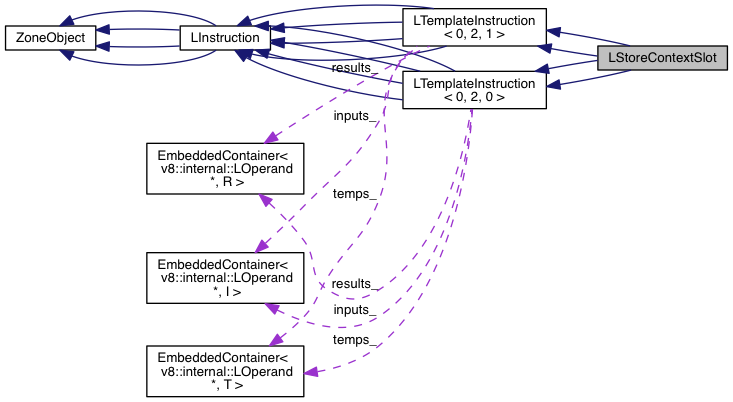 LTemplateInstruction
< 0, 2, 1 >
ZoneObject
LInstruction
LStoreContextSlot
results_
LTemplateInstruction
< 0, 2, 0 >
inputs_
EmbeddedContainer<
v8::internal::LOperand
*, R >
temps_
EmbeddedContainer<
v8::internal::LOperand
*, I >
results_
inputs_
temps_
EmbeddedContainer<
v8::internal::LOperand
*, T >